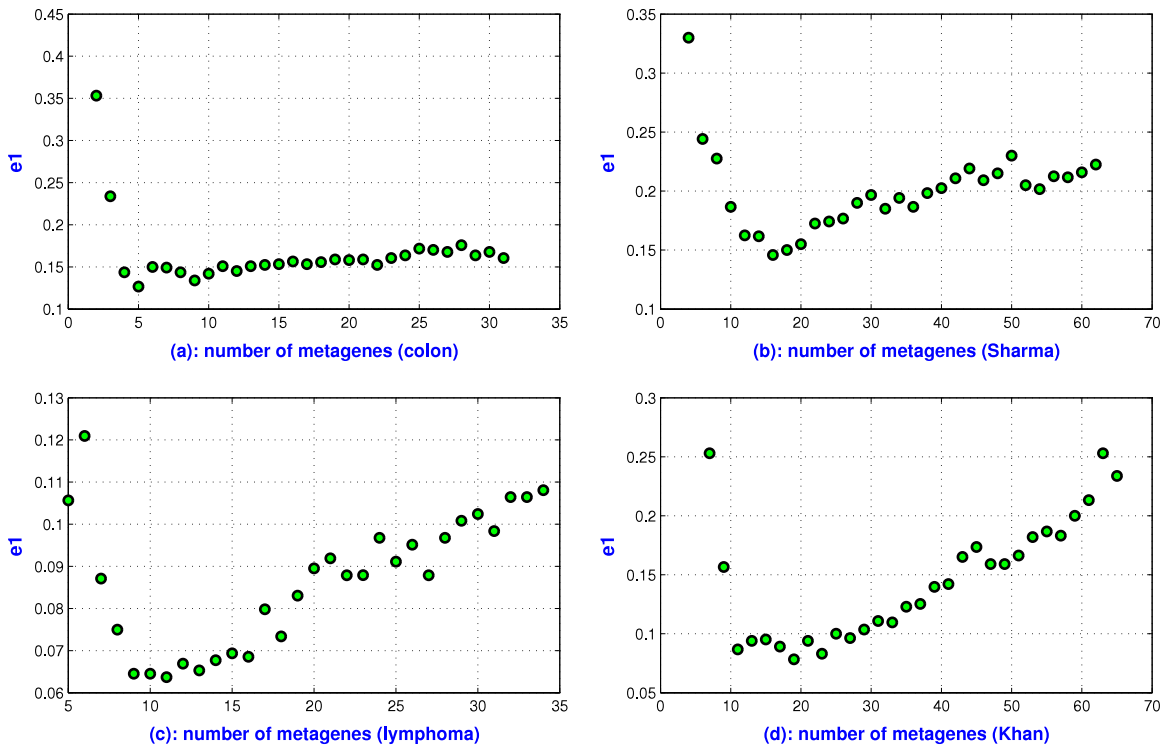 0.45
0.4
0.35
0.3
0.25
0.2
0.15
0.1
e1
0 5 10 15 20 25 30 35
(a): number of metagenes (colon)
0.35
0.3
0.25
0.2
0.15
0.1
e1
0 10 20 30 40 50 60 70
(b): number of metagenes (Sharma)
0.13
0.12
0.11
0.1
0.09
0.08
0.07
0.06
e1
5 10 15 20 25 30 35
(c): number of metagenes (lymphoma)
0.3
0.25
0.2
0.15
0.1
0.05
e1
0 10 20 30 40 50 60 70
(d): number of metagenes (Khan)